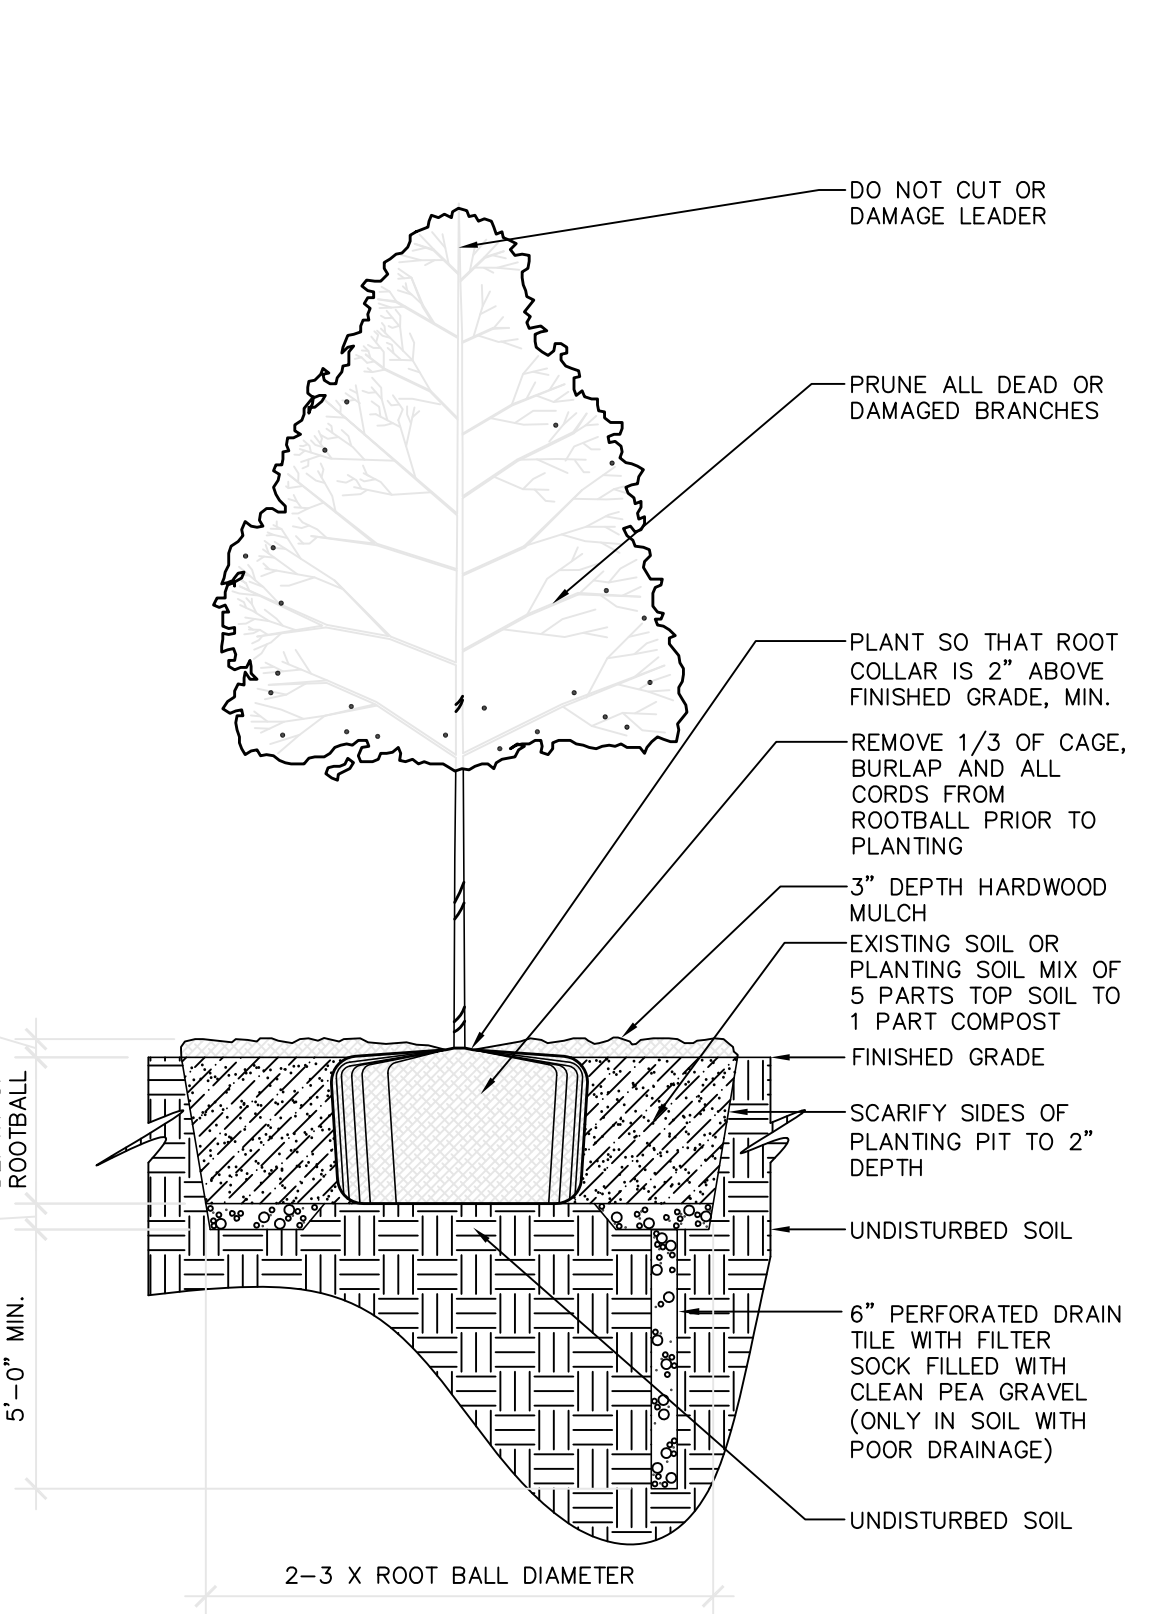 DO NOT CUT OR
DAMAGE LEADER
PRUNE ALL DEAD OR
DAMAGED BRANCHES
PLANT SO THAT ROOT
COLLAR IS 2” ABOVE
FINISHED GRADE, MIN.
REMOVE 1/3 OF CAGE,
BURLAP AND ALL
CORDS FROM
ROOTBALL PRIOR TO
PLANTING
3” DEPTH HARDWOOD
MULCH
EXISTING SOIL OR
PLANTING SOIL MIX OF
5 PARTS TOP SOIL TO
1 PART COMPOST
FINISHED GRADE
SCARIFY SIDES OF
PLANTING PIT TO 2”
DEPTH
UNDISTURBED SOIL
6” PERFORATED DRAIN
TILE WITH FILTER
SOCK FILLED WITH
CLEAN PEA GRAVEL
(ONLY IN SOIL WITH
POOR DRAINAGE)
UNDISTURBED SOIL
ROOTBALL
5’-0” MIN.
2-3 X ROOT BALL DIAMETER